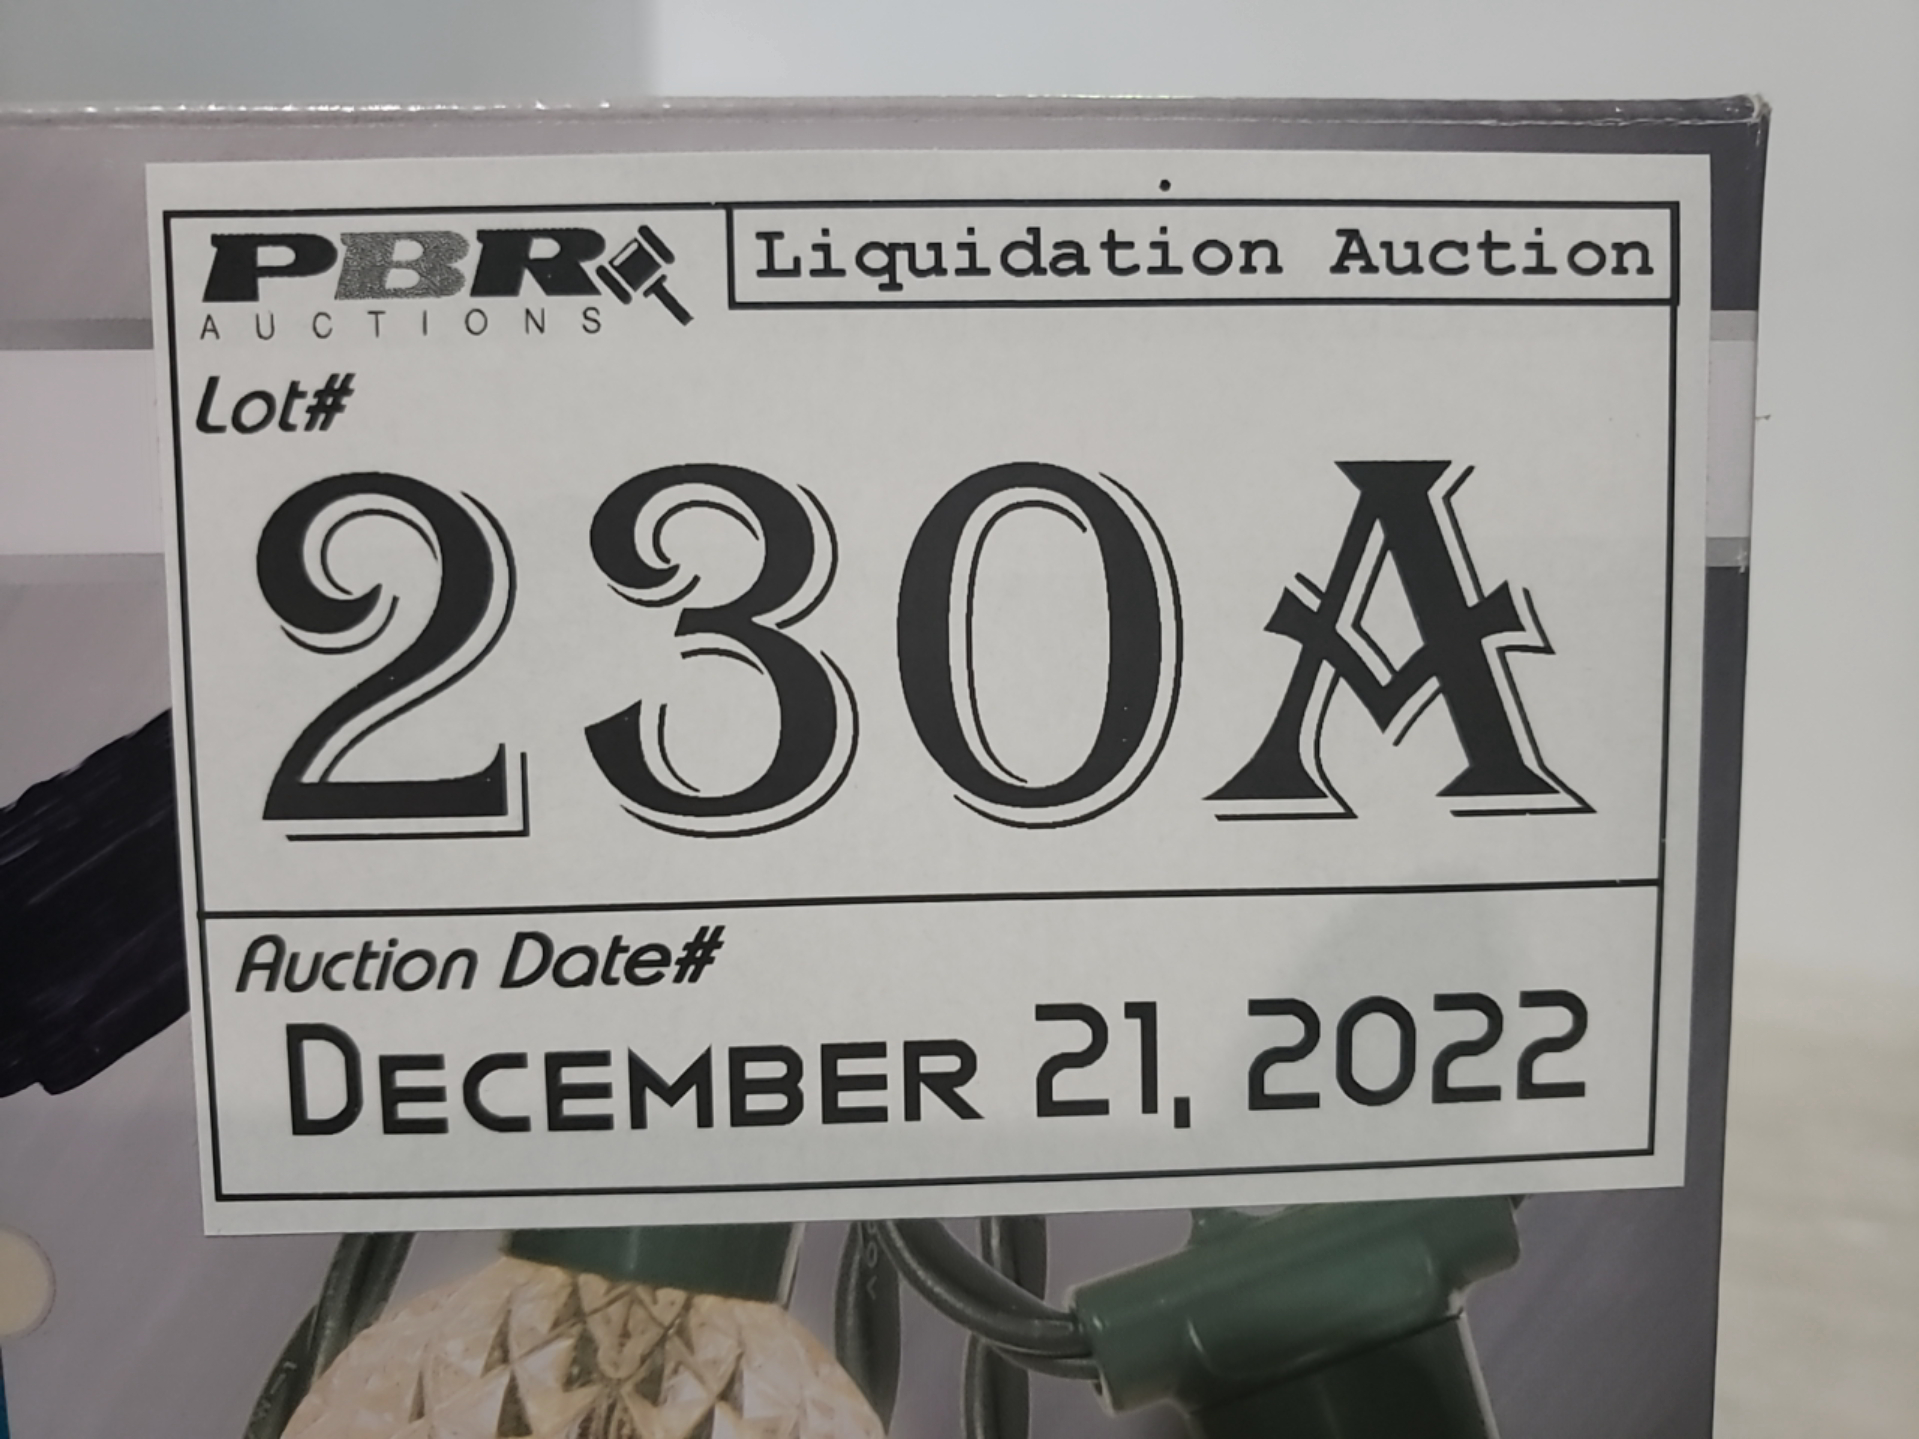 PBR
AUCTIONS
Liquidation Auction
Lot#
230A
Auction Date#
DECEMBER 21, 2022